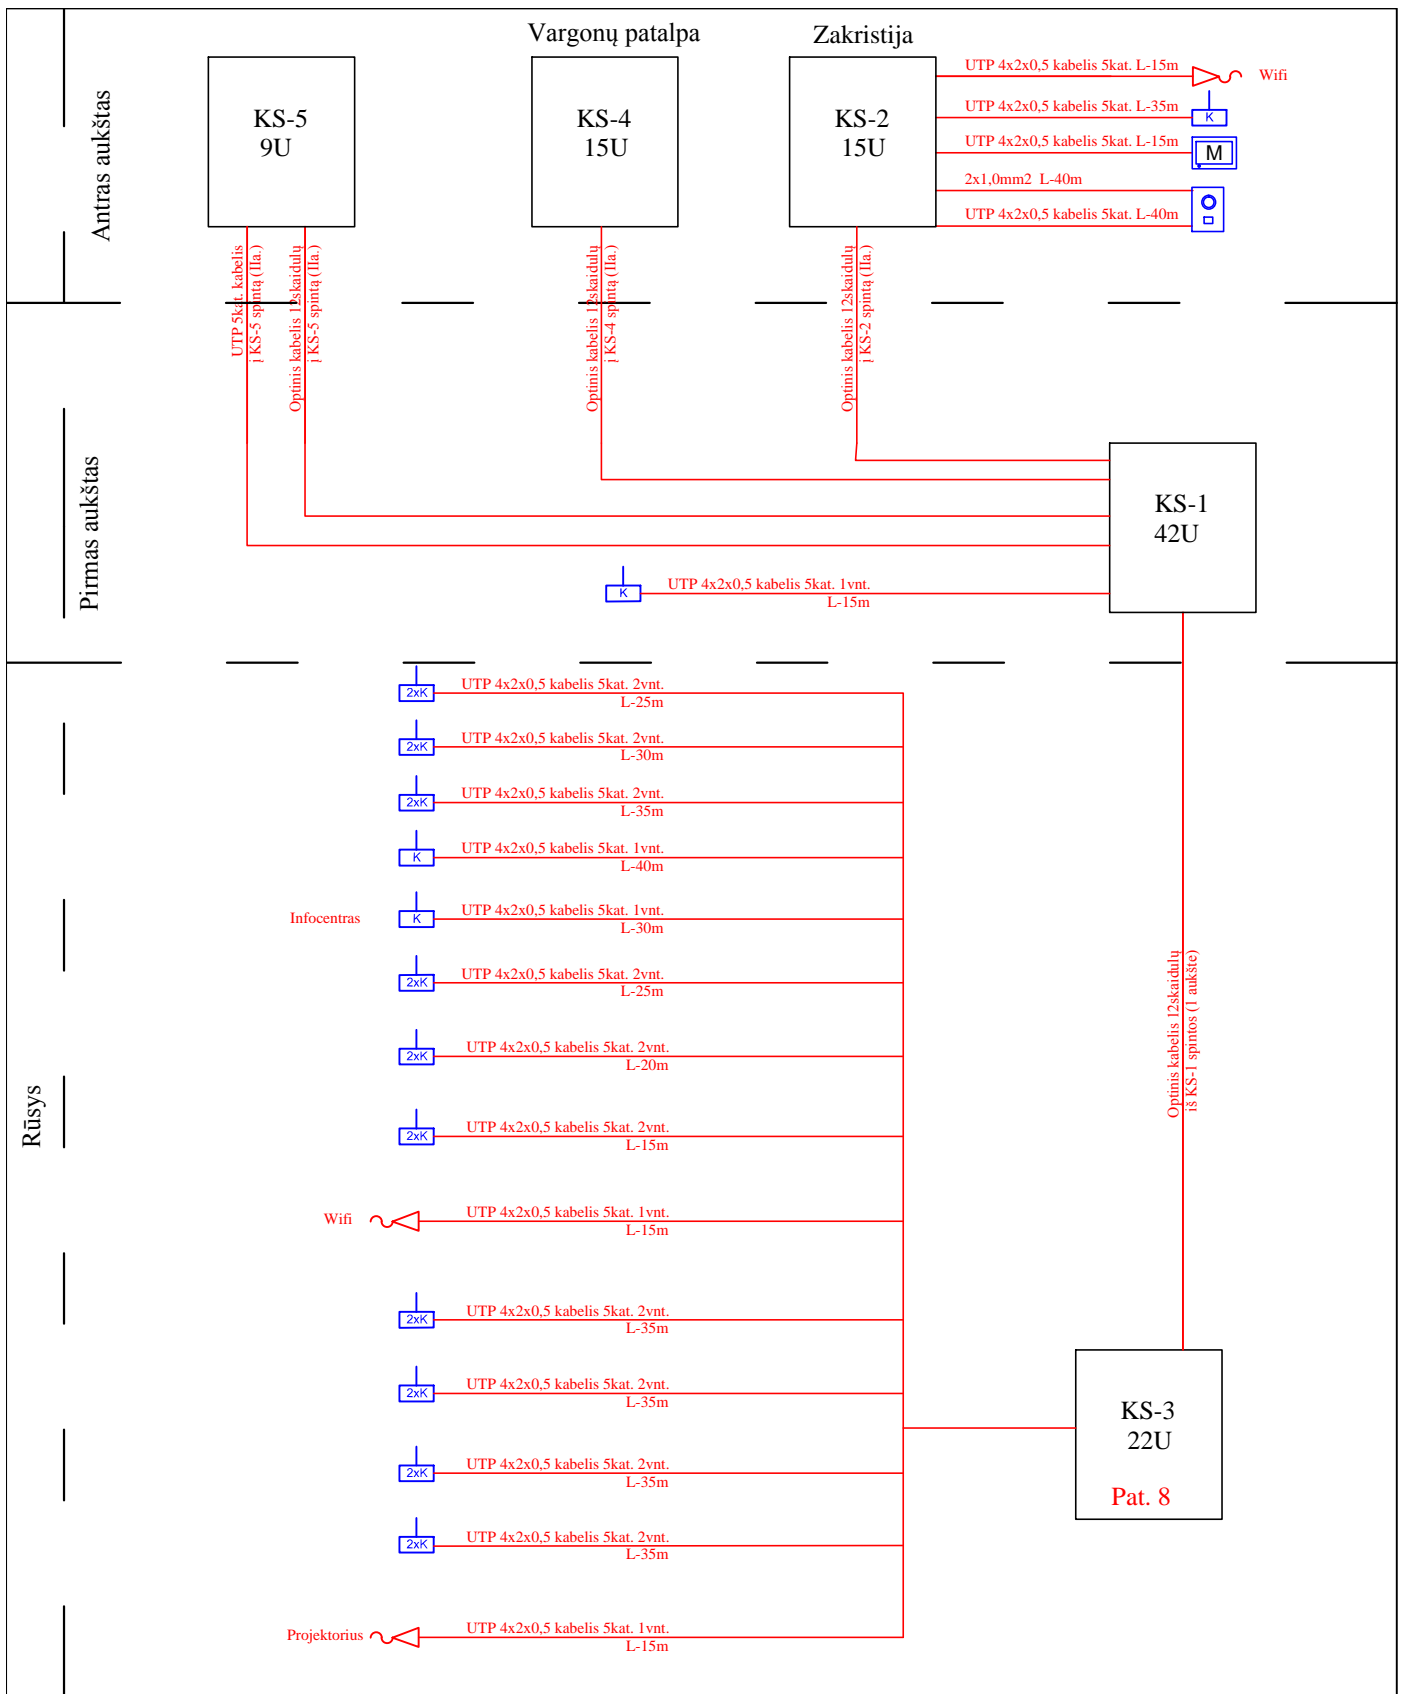 Vargonų patalpa
Zakristija
Antras aukštas
KS-5
9U
KS-4
15U
KS-2
15U
UTP 4x2x0,5 kabelis 5kat. L-15m
Wifi
UTP 4x2x0,5 kabelis 5kat. L-35m
K
UTP 4x2x0,5 kabelis 5kat. L-15m
M
2x1,0mm2 L-40m
UTP 4x2x0,5 kabelis 5kat. L-40m
UTP 5kat. kabelis
į KS-5 spintą (IIa.)
Optinis kabelis 12skaidulų
į KS-5 spintą (IIa.)
Optinis kabelis 12skaidulų
į KS-4 spintą (IIa.)
Optinis kabelis 12skaidulų
į KS-2 spintą (IIa.)
Pirmas aukštas
KS-1
42U
K
UTP 4x2x0,5 kabelis 5kat. 1vnt.
L-15m
Rūsys
2xK
UTP 4x2x0,5 kabelis 5kat. 2vnt.
L-25m
2xK
UTP 4x2x0,5 kabelis 5kat. 2vnt.
L-30m
2xK
UTP 4x2x0,5 kabelis 5kat. 2vnt.
L-35m
K
UTP 4x2x0,5 kabelis 5kat. 1vnt.
L-40m
Infocentras
K
UTP 4x2x0,5 kabelis 5kat. 1vnt.
L-30m
2xK
UTP 4x2x0,5 kabelis 5kat. 2vnt.
L-25m
2xK
UTP 4x2x0,5 kabelis 5kat. 2vnt.
L-20m
2xK
UTP 4x2x0,5 kabelis 5kat. 2vnt.
L-15m
Wifi
UTP 4x2x0,5 kabelis 5kat. 1vnt.
L-15m
2xK
UTP 4x2x0,5 kabelis 5kat. 2vnt.
L-35m
2xK
UTP 4x2x0,5 kabelis 5kat. 2vnt.
L-35m
2xK
UTP 4x2x0,5 kabelis 5kat. 2vnt.
L-35m
2xK
UTP 4x2x0,5 kabelis 5kat. 2vnt.
L-35m
Projektorius
UTP 4x2x0,5 kabelis 5kat. 1vnt.
L-15m
Optinis kabelis 12skaidulų
iš KS-1 spintos (1 aukšte)
KS-3
22U
Pat. 8